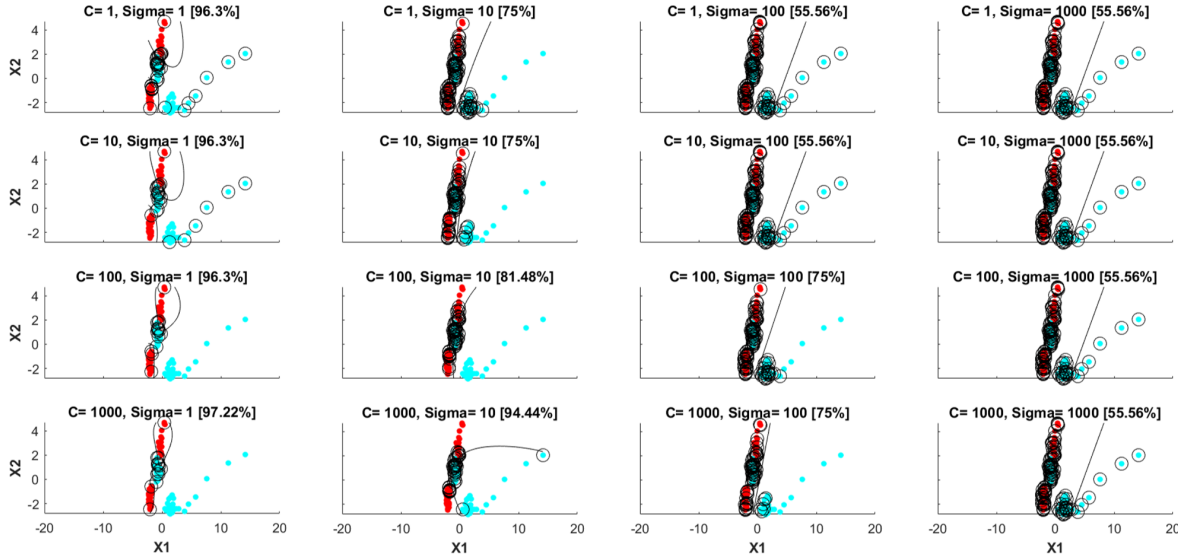 C= 1, Sigma= 1 [96.3%] C= 1, Sigma= 10 [75%] C= 1, Sigma= 100 [55.56%] C= 1, Sigma= 1000 [55.56%]
4
2
0
-2
X2
C= 10, Sigma= 1 [96.3%] C= 10, Sigma= 10 [75%] C= 10, Sigma= 100 [55.56%] C= 10, Sigma= 1000 [55.56%]
4
2
0
-2
X2
C= 100, Sigma= 1 [96.3%] C= 100, Sigma= 10 [81.48%] C= 100, Sigma= 100 [75%] C= 100, Sigma= 1000 [55.56%]
4
2
0
-2
X2
C= 1000, Sigma= 1 [97.22%] C= 1000, Sigma= 10 [94.44%] C= 1000, Sigma= 100 [75%] C= 1000, Sigma= 1000 [55.56%]
4
2
0
-2
X2
-20 -10 0 10 20 -20 -10 0 10 20 -20 -10 0 10 20 -20 -10 0 10 20
X1 X1 X1 X1